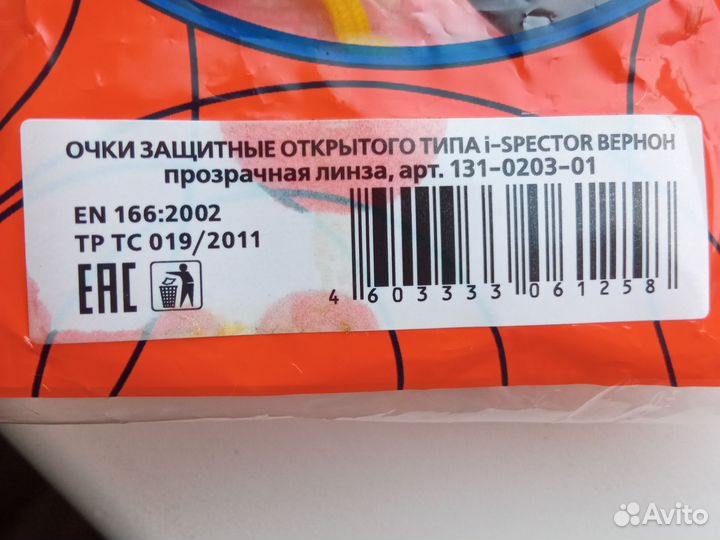 ОЧКИ ЗАЩИТНЫЕ ОТКРЫТОГО ТИПА i-SPECTOR ВЕРНОН
прозрачная линза, арт. 131-0203-01
EN 166:2002
ТР ТС 019/2011
EAC
4 603333 061258
Avito